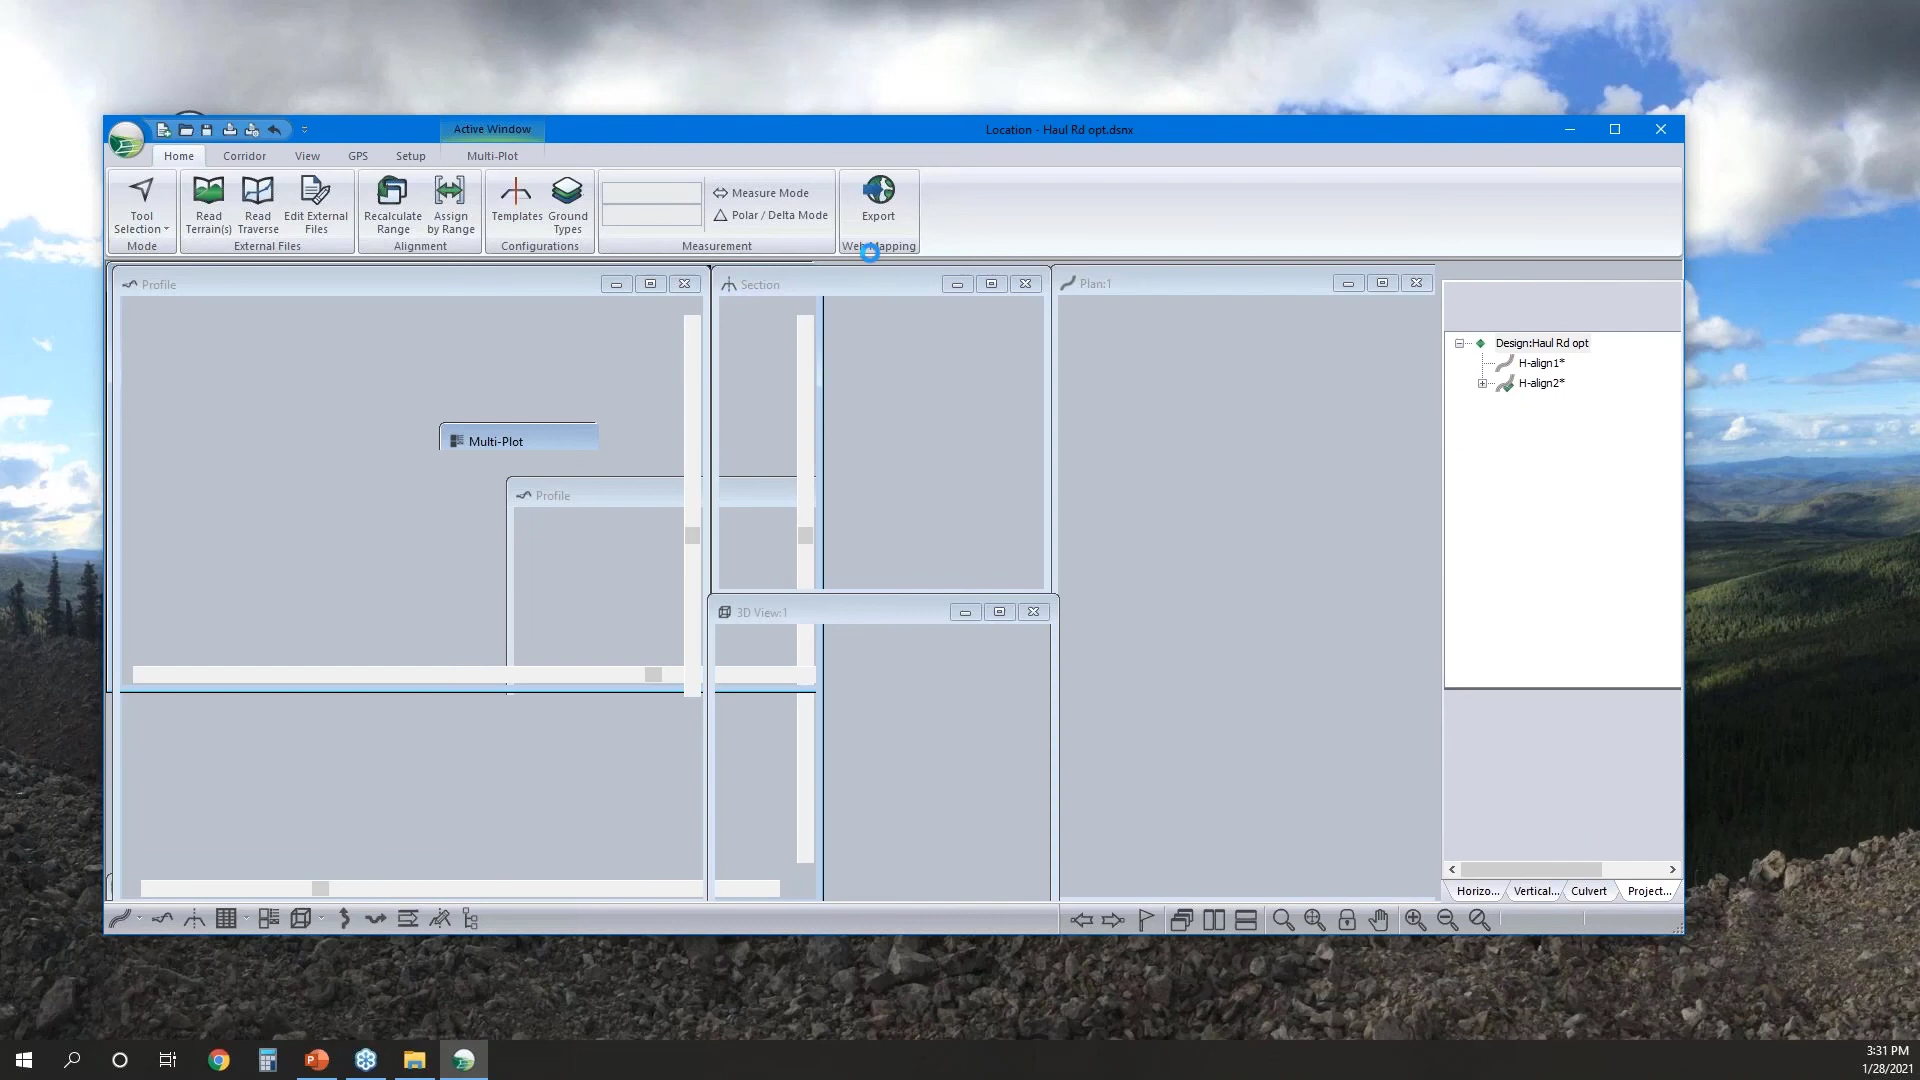 Active Window
Location - Haul Rd opt.dsnx
Home Corridor View GPS Setup Multi-Plot
Tool Selection
Read Terrain(s)
Read Traverse
Edit External Files
Recalculate Range
Assign by Range
Templates
Ground Types
Measure Mode
Polar / Delta Mode
Export
Mode External Files Alignment Configurations Measurement Web Mapping
Profile
Section
Plan:1
Design:Haul Rd opt
H-align1*
H-align2*
Multi-Plot
Profile
3D View:1
Horizo... Vertical... Culvert Project...
3:31 PM
1/28/2021